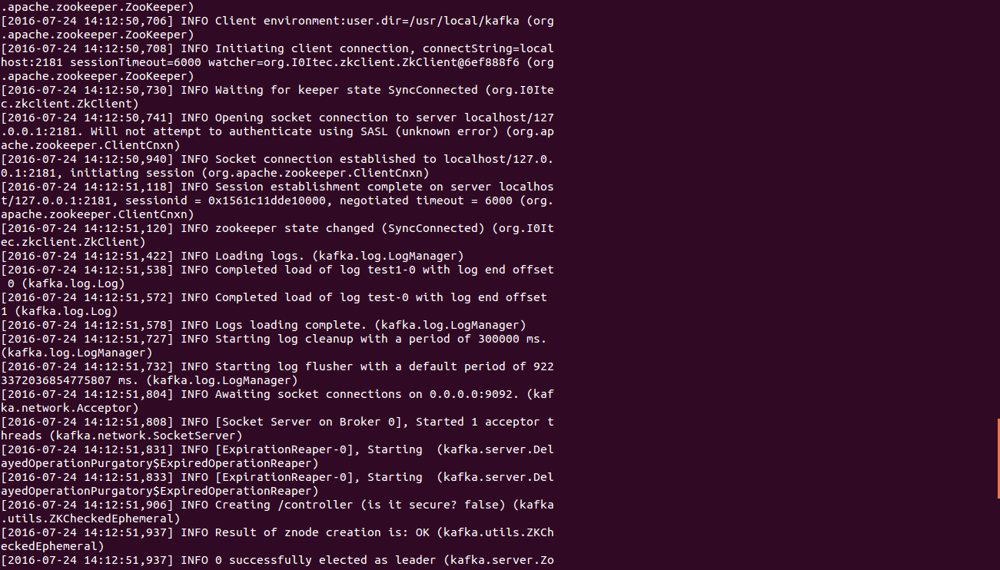 .apache.zookeeper.ZooKeeper)
[2016-07-24 14:12:50,706] INFO Client environment:user.dir=/usr/local/kafka (org
.apache.zookeeper.ZooKeeper)
[2016-07-24 14:12:50,708] INFO Initiating client connection, connectString=local
host:2181 sessionTimeout=6000 watcher=org.I0Itec.zkclient.ZkClient@6ef888f6 (org
.apache.zookeeper.ZooKeeper)
[2016-07-24 14:12:50,730] INFO Waiting for keeper state SyncConnected (org.I0Ite
c.zkclient.ZkClient)
[2016-07-24 14:12:50,741] INFO Opening socket connection to server localhost/127
.0.0.1:2181. Will not attempt to authenticate using SASL (unknown error) (org.ap
ache.zookeeper.ClientCnxn)
[2016-07-24 14:12:50,940] INFO Socket connection established to localhost/127.0.
0.1:2181, initiating session (org.apache.zookeeper.ClientCnxn)
[2016-07-24 14:12:51,118] INFO Session establishment complete on server localhos
t/127.0.0.1:2181, sessionid = 0x1561c11dde10000, negotiated timeout = 6000 (org.
apache.zookeeper.ClientCnxn)
[2016-07-24 14:12:51,120] INFO zookeeper state changed (SyncConnected) (org.I0It
ec.zkclient.ZkClient)
[2016-07-24 14:12:51,422] INFO Loading logs. (kafka.log.LogManager)
[2016-07-24 14:12:51,538] INFO Completed load of log test1-0 with log end offset
 0 (kafka.log.Log)
[2016-07-24 14:12:51,572] INFO Completed load of log test-0 with log end offset
1 (kafka.log.Log)
[2016-07-24 14:12:51,578] INFO Logs loading complete. (kafka.log.LogManager)
[2016-07-24 14:12:51,727] INFO Starting log cleanup with a period of 300000 ms.
(kafka.log.LogManager)
[2016-07-24 14:12:51,732] INFO Starting log flusher with a default period of 922
3372036854775807 ms. (kafka.log.LogManager)
[2016-07-24 14:12:51,804] INFO Awaiting socket connections on 0.0.0.0:9092. (kaf
ka.network.Acceptor)
[2016-07-24 14:12:51,808] INFO [Socket Server on Broker 0], Started 1 acceptor t
hreads (kafka.network.SocketServer)
[2016-07-24 14:12:51,831] INFO [ExpirationReaper-0], Starting  (kafka.server.Del
ayedOperationPurgatory$ExpiredOperationReaper)
[2016-07-24 14:12:51,833] INFO [ExpirationReaper-0], Starting  (kafka.server.Del
ayedOperationPurgatory$ExpiredOperationReaper)
[2016-07-24 14:12:51,906] INFO Creating /controller (is it secure? false) (kafka
.utils.ZKCheckedEphemeral)
[2016-07-24 14:12:51,937] INFO Result of znode creation is: OK (kafka.utils.ZKCh
eckedEphemeral)
[2016-07-24 14:12:51,937] INFO 0 successfully elected as leader (kafka.server.Zo